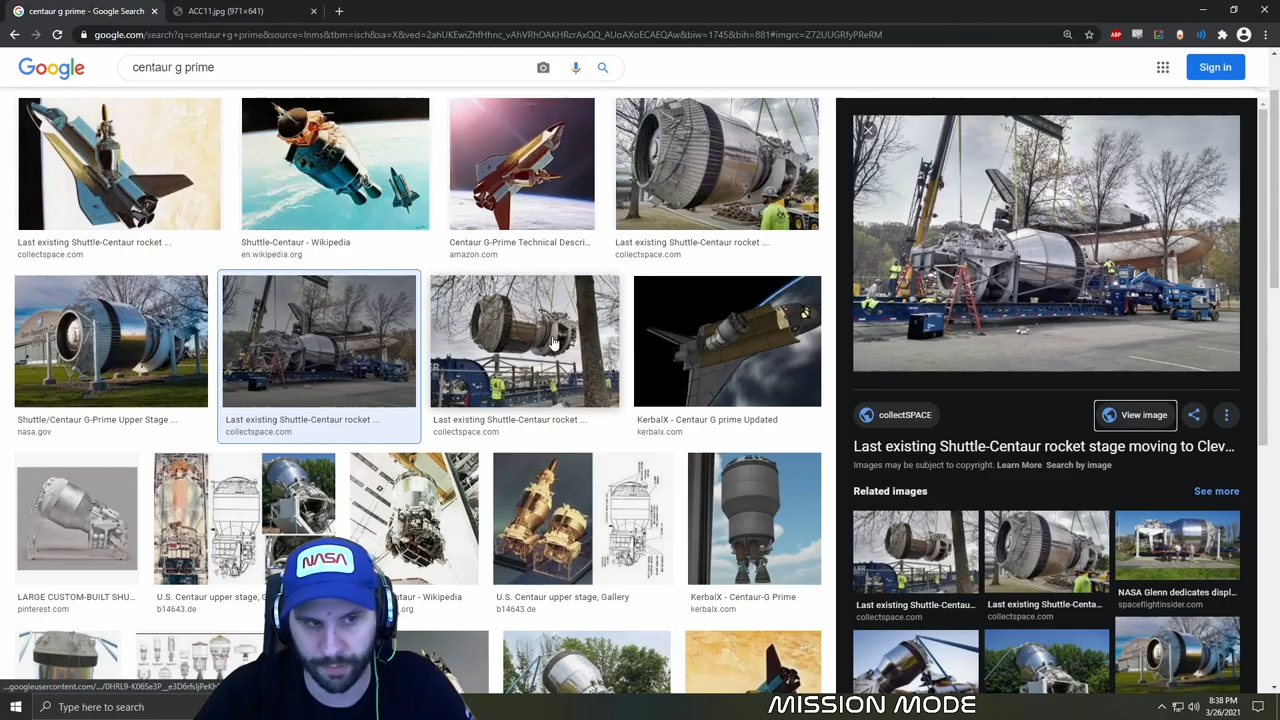 centaur g prime - Google Search
ACC11.jpg (971×641)
google.com/search?q=centaur+g+prime&source=lnms&tbm=isch&sa=X&ved=2ahUKEwiZhfHhnc_vAhVRhOAKHRcrAxQQ_AUoAXoECAEQAw&biw=1745&bih=881#imgrc=Z72UUGRfyPReRM
Google
centaur g prime
Sign in
Last existing Shuttle-Centaur rocket ...
collectspace.com
Shuttle-Centaur - Wikipedia
en.wikipedia.org
Centaur G-Prime Technical Descri...
amazon.com
Last existing Shuttle-Centaur rocket ...
collectspace.com
Shuttle/Centaur G-Prime Upper Stage ...
nasa.gov
Last existing Shuttle-Centaur rocket ...
collectspace.com
Last existing Shuttle-Centaur rocket ...
collectspace.com
KerbalX - Centaur G prime Updated
kerbalx.com
collectSPACE
View image
Last existing Shuttle-Centaur rocket stage moving to Clev...
Images may be subject to copyright. Learn More Search by image
Related images
See more
LARGE CUSTOM-BUILT SHU...
pinterest.com
U.S. Centaur upper stage, G
b14643.de
Centaur - Wikipedia
.org
U.S. Centaur upper stage, Gallery
b14643.de
KerbalX - Centaur-G Prime
kerbalx.com
Last existing Shuttle-Centau...
collectspace.com
Last existing Shuttle-Centa...
collectspace.com
NASA Glenn dedicates displ...
spaceflightinsider.com
NASA
Type here to search
MISSION MODE
8:38 PM
3/26/2021